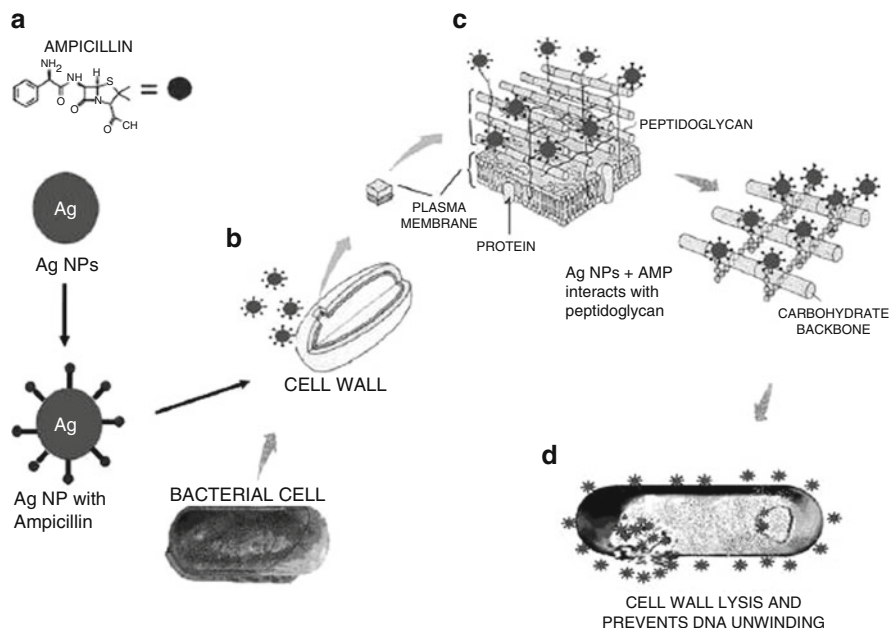 a
AMPICILLIN
NH2
NH
H
S
O
N
O
O
CH
=
Ag
Ag NPs
Ag
Ag NP with
Ampicillin
b
CELL WALL
BACTERIAL CELL
c
PEPTIDOGLYCAN
PLASMA
MEMBRANE
PROTEIN
Ag NPs + AMP
interacts with
peptidoglycan
CARBOHYDRATE
BACKBONE
d
CELL WALL LYSIS AND
PREVENTS DNA UNWINDING